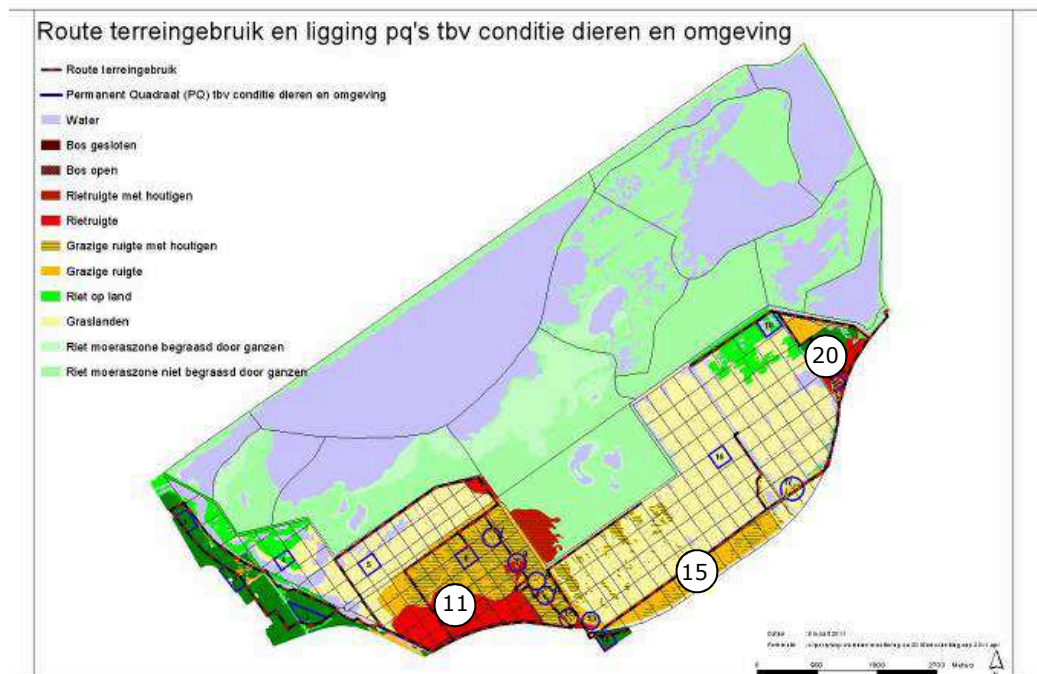 Route terreingebruik en ligging pq's tbv conditie dieren en omgeving
Route terreingebruik
Permanent Quadraat (PQ) tbv conditie dieren en omgeving
Water
Bos gesloten
Bos open
Rietruigte met houtigen
Rietruigte
Grazige ruigte met houtigen
Grazige ruigte
Riet op land
Graslanden
Riet moeraszone begraasd door ganzen
Riet moeraszone niet begraasd door ganzen
20
15
11
0 900 1800 2700 Meters